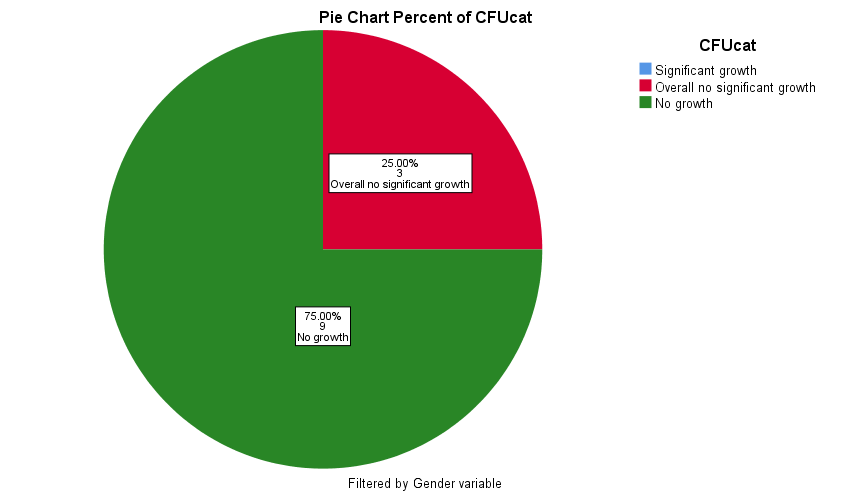 Pie Chart Percent of CFUcat
CFUcat
Significant growth
Overall no significant growth
No growth
25.00%
3
Overall no significant growth
75.00%
9
No growth
Filtered by Gender variable